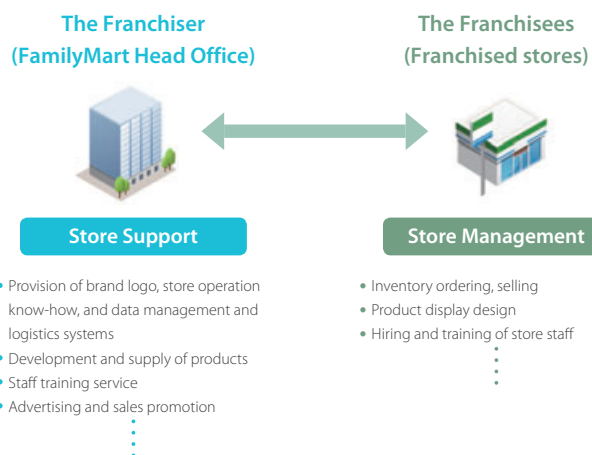 The Franchiser
(FamilyMart Head Office)
Store Support
• Provision of brand logo, store operation
know-how, and data management and
logistics systems
• Development and supply of products
• Staff training service
• Advertising and sales promotion
The Franchisees
(Franchised stores)
Store Management
• Inventory ordering, selling
• Product display design
• Hiring and training of store staff